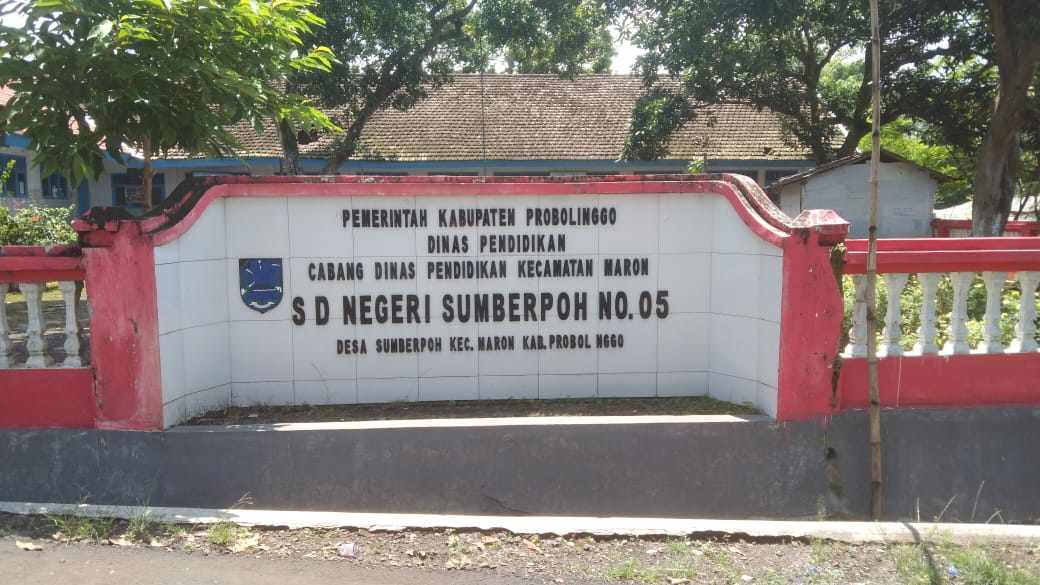 PEMERINTAH KABUPATEN PROBOLINGGO
DINAS PENDIDIKAN
CABANG DINAS PENDIDIKAN KECAMATAN MARON
SD NEGERI SUMBERPOH NO. 05
DESA SUMBERPOH KEC. MARON KAB. PROBOL NGGO